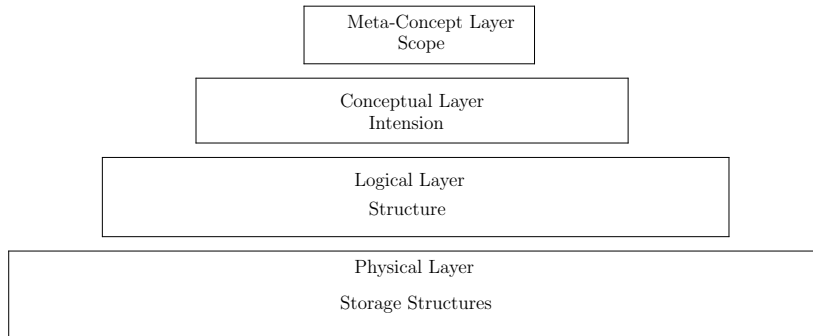 Meta-Concept Layer
Scope
Conceptual Layer
Intension
Logical Layer
Structure
Physical Layer
Storage Structures